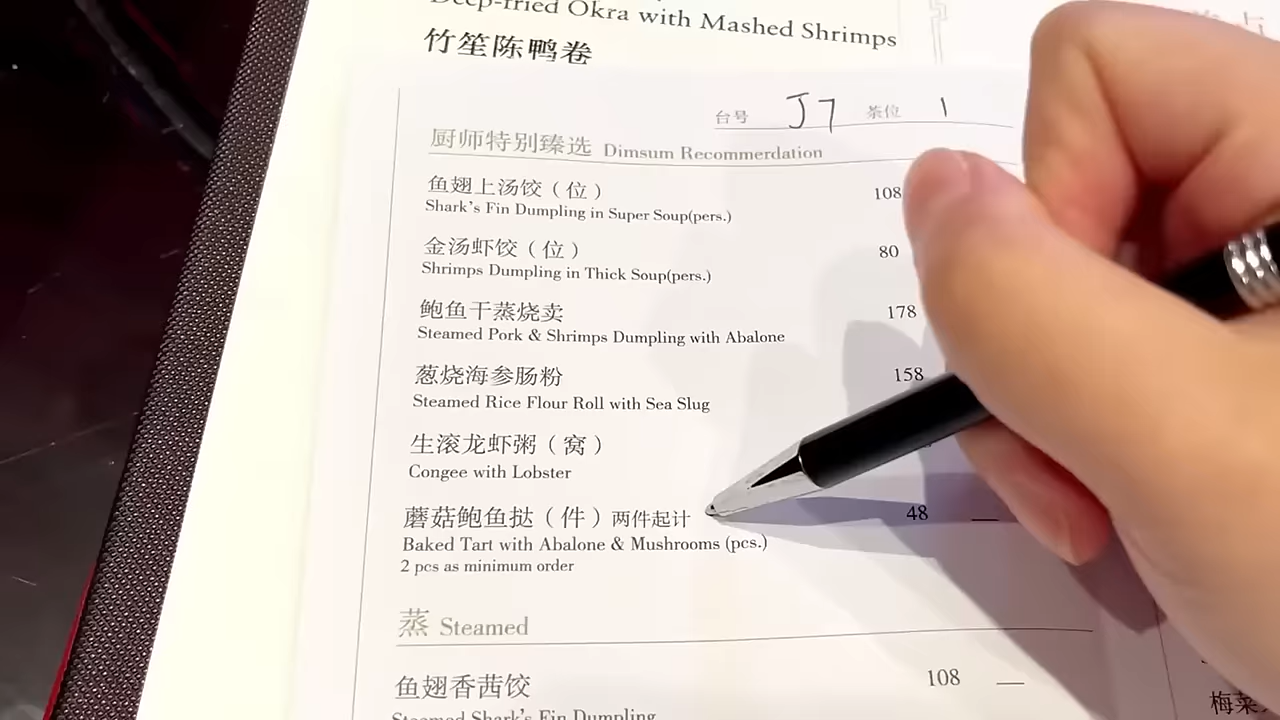 Deep-fried Okra with Mashed Shrimps
竹笙陈鸭卷
台号 J7 茶位 1
厨师特别臻选 Dimsum Recommerdation
鱼翅上汤饺（位） 108
Shark's Fin Dumpling in Super Soup(pers.)
金汤虾饺（位） 80
Shrimps Dumpling in Thick Soup(pers.)
鲍鱼干蒸烧卖 178
Steamed Pork & Shrimps Dumpling with Abalone
葱烧海参肠粉 158
Steamed Rice Flour Roll with Sea Slug
生滚龙虾粥（窝）
Congee with Lobster
蘑菇鲍鱼挞（件）两件起计 48
Baked Tart with Abalone & Mushrooms (pcs.)
2 pcs as minimum order
蒸 Steamed
鱼翅香茜饺 108
Steamed Shark's Fin Dumpling
梅菜